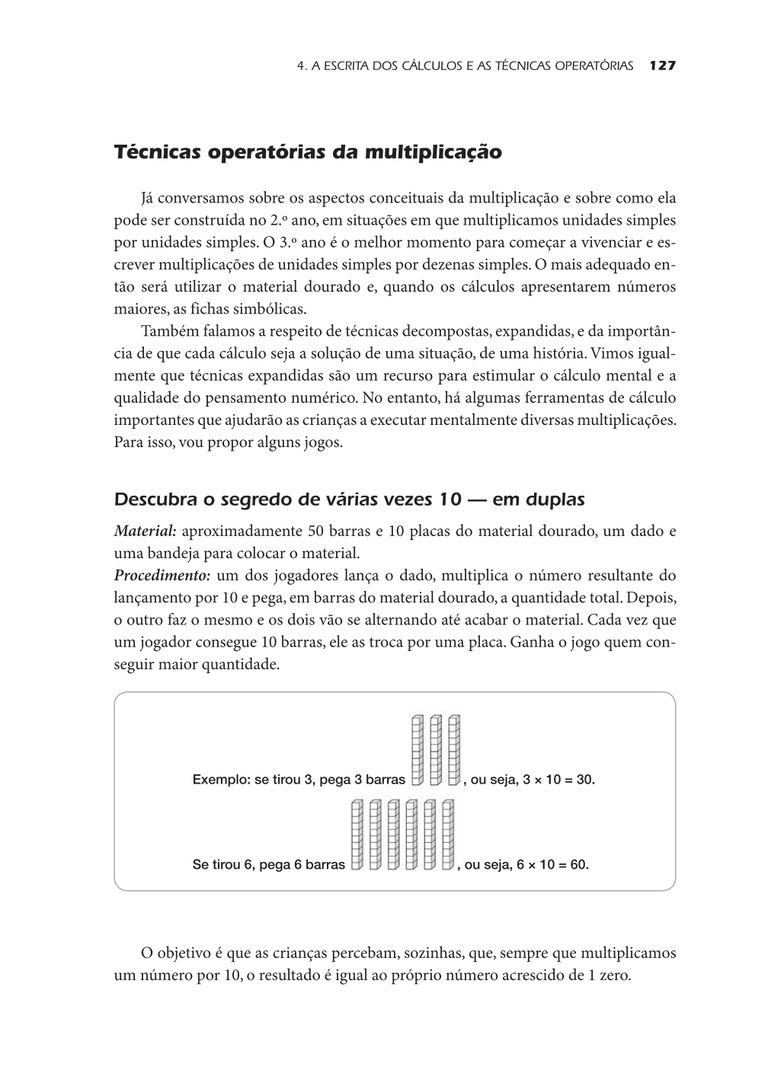 4. A ESCRITA DOS CÁLCULOS E AS TÉCNICAS OPERATÓRIAS 127
Técnicas operatórias da multiplicação
Já conversamos sobre os aspectos conceituais da multiplicação e sobre como ela
pode ser construída no 2.º ano, em situações em que multiplicamos unidades simples
por unidades simples. O 3.º ano é o melhor momento para começar a vivenciar e es-
crever multiplicações de unidades simples por dezenas simples. O mais adequado en-
tão será utilizar o material dourado e, quando os cálculos apresentarem números
maiores, as fichas simbólicas.
Também falamos a respeito de técnicas decompostas, expandidas, e da importân-
cia de que cada cálculo seja a solução de uma situação, de uma história. Vimos igual-
mente que técnicas expandidas são um recurso para estimular o cálculo mental e a
qualidade do pensamento numérico. No entanto, há algumas ferramentas de cálculo
importantes que ajudarão as crianças a executar mentalmente diversas multiplicações.
Para isso, vou propor alguns jogos.
Descubra o segredo de várias vezes 10 — em duplas
Material: aproximadamente 50 barras e 10 placas do material dourado, um dado e
uma bandeja para colocar o material.
Procedimento: um dos jogadores lança o dado, multiplica o número resultante do
lançamento por 10 e pega, em barras do material dourado, a quantidade total. Depois,
o outro faz o mesmo e os dois vão se alternando até acabar o material. Cada vez que
um jogador consegue 10 barras, ele as troca por uma placa. Ganha o jogo quem con-
seguir maior quantidade.
Exemplo: se tirou 3, pega 3 barras , ou seja, 3 × 10 = 30.
Se tirou 6, pega 6 barras , ou seja, 6 × 10 = 60.
O objetivo é que as crianças percebam, sozinhas, que, sempre que multiplicamos
um número por 10, o resultado é igual ao próprio número acrescido de 1 zero.